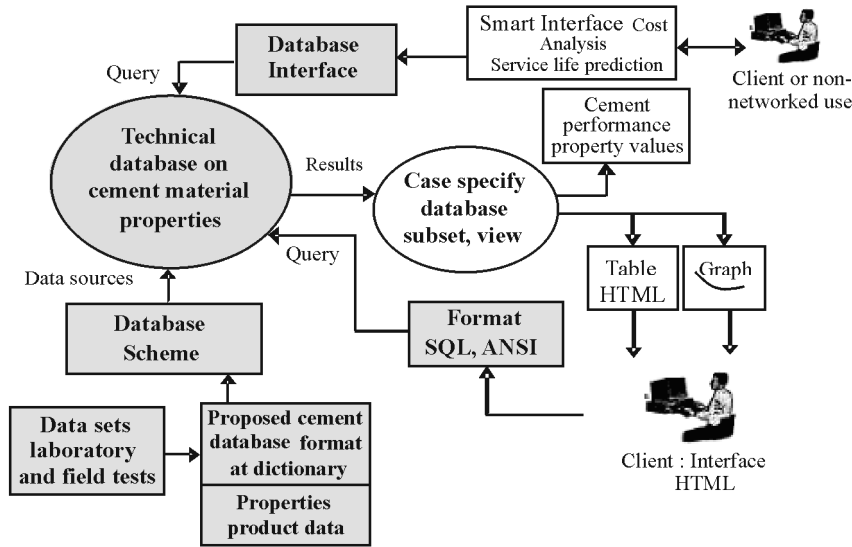 Smart Interface Cost
Analysis
Service life prediction
Database
Interface
Client or non-
networked use
Query
Cement
performance
property values
Technical
database on
cement material
properties
Results
Case specify
database
subset, view
Query
Data sources
Table
HTML
Graph
Database
Scheme
Format
SQL, ANSI
Data sets
laboratory
and field tests
Proposed cement
database format
at dictionary
Properties
product data
Client : Interface
HTML